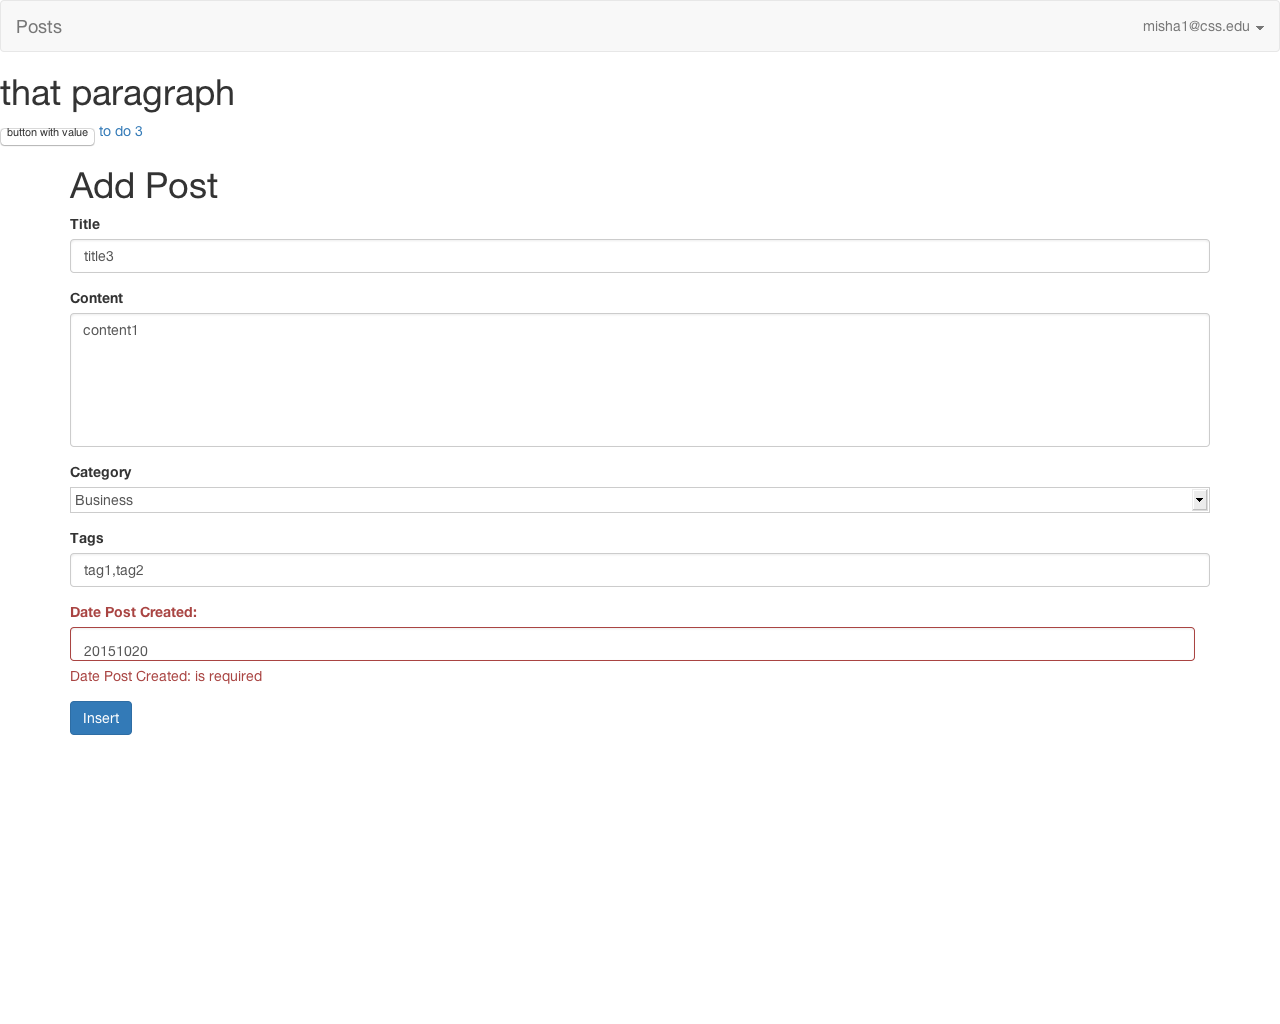 Posts
misha1@css.edu
that paragraph
button with value to do 3
Add Post
Title
title3
Content
content1
Category
Business
Tags
tag1,tag2
Date Post Created:
20151020
Date Post Created: is required
Insert